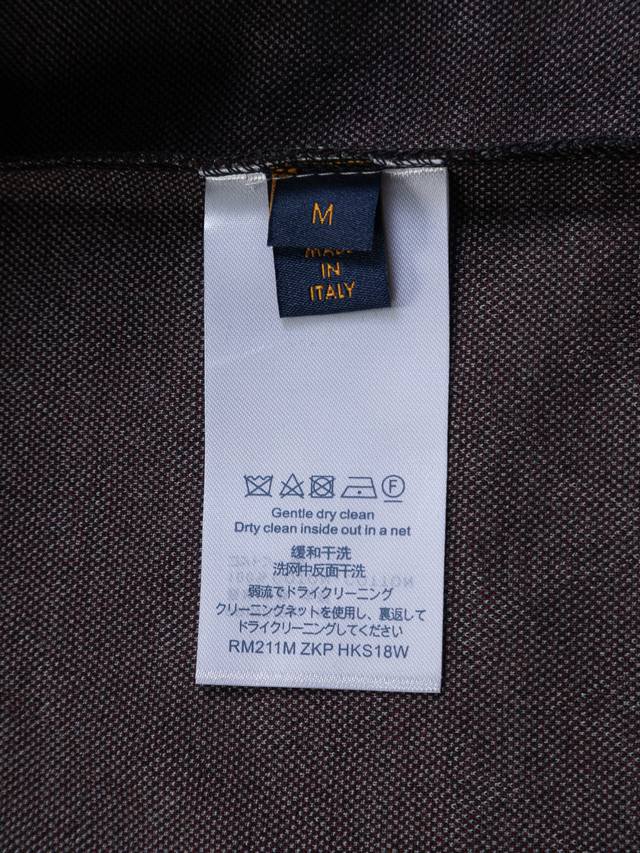 M
MADE
IN
ITALY
F
Gentle dry clean
Drty clean inside out in a net
缓和干洗
洗网中反面干洗
弱流でドライクリーニング
クリーニングネットを使用し、裏返して
ドライクリーニングしてください
RM211M ZKP HKS18W